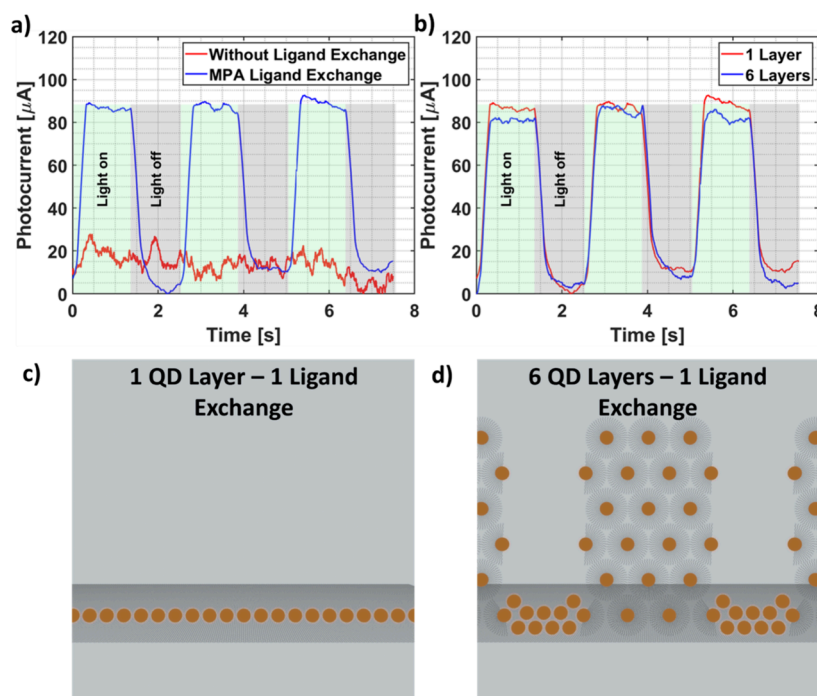 a)
120
100
80
60
40
20
0
Photocurrent [μA]
Without Ligand Exchange
MPA Ligand Exchange
Light on
Light off
0 2 4 6 8
Time [s]
b)
120
100
80
60
40
20
0
Photocurrent [μA]
1 Layer
6 Layers
Light on
Light off
0 2 4 6 8
Time [s]
c)
1 QD Layer – 1 Ligand
Exchange
d)
6 QD Layers – 1 Ligand
Exchange